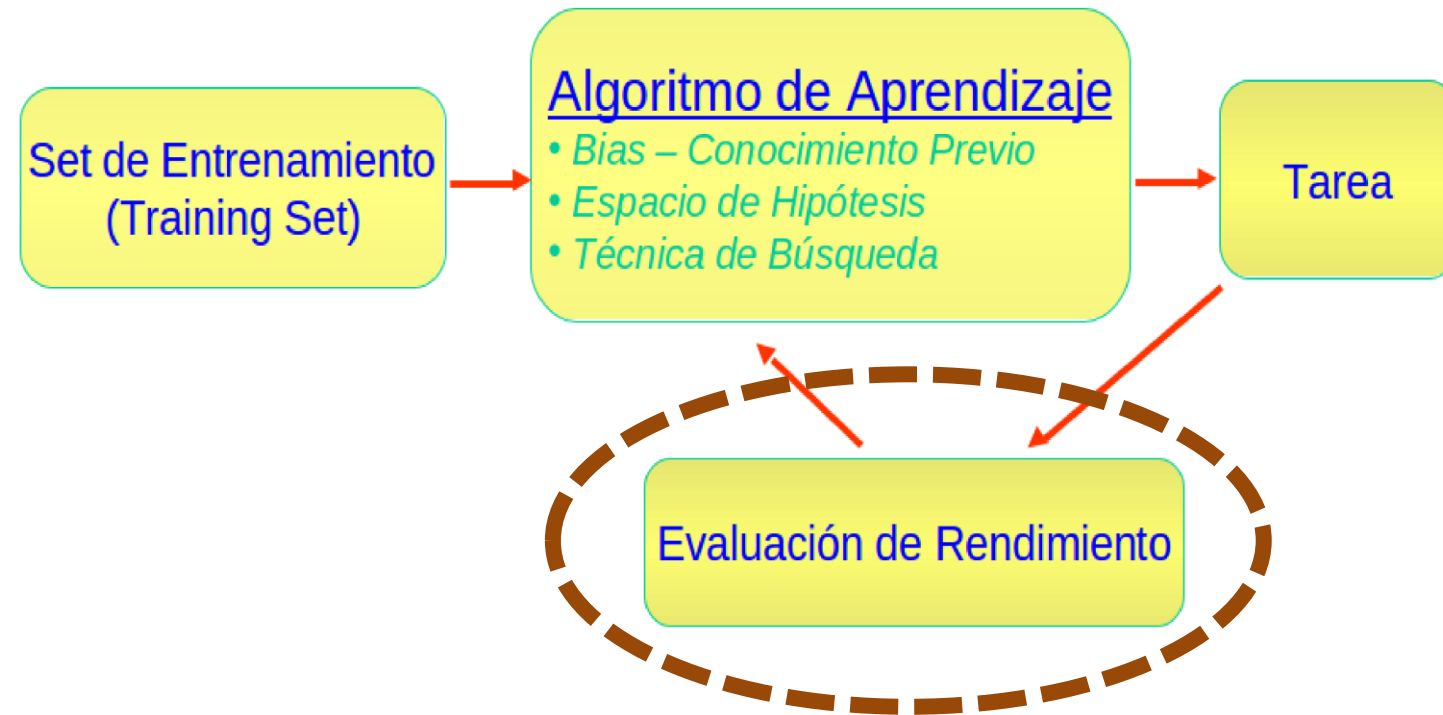 Set de Entrenamiento
(Training Set)
Algoritmo de Aprendizaje
• Bias – Conocimiento Previo
• Espacio de Hipótesis
• Técnica de Búsqueda
Tarea
Evaluación de Rendimiento